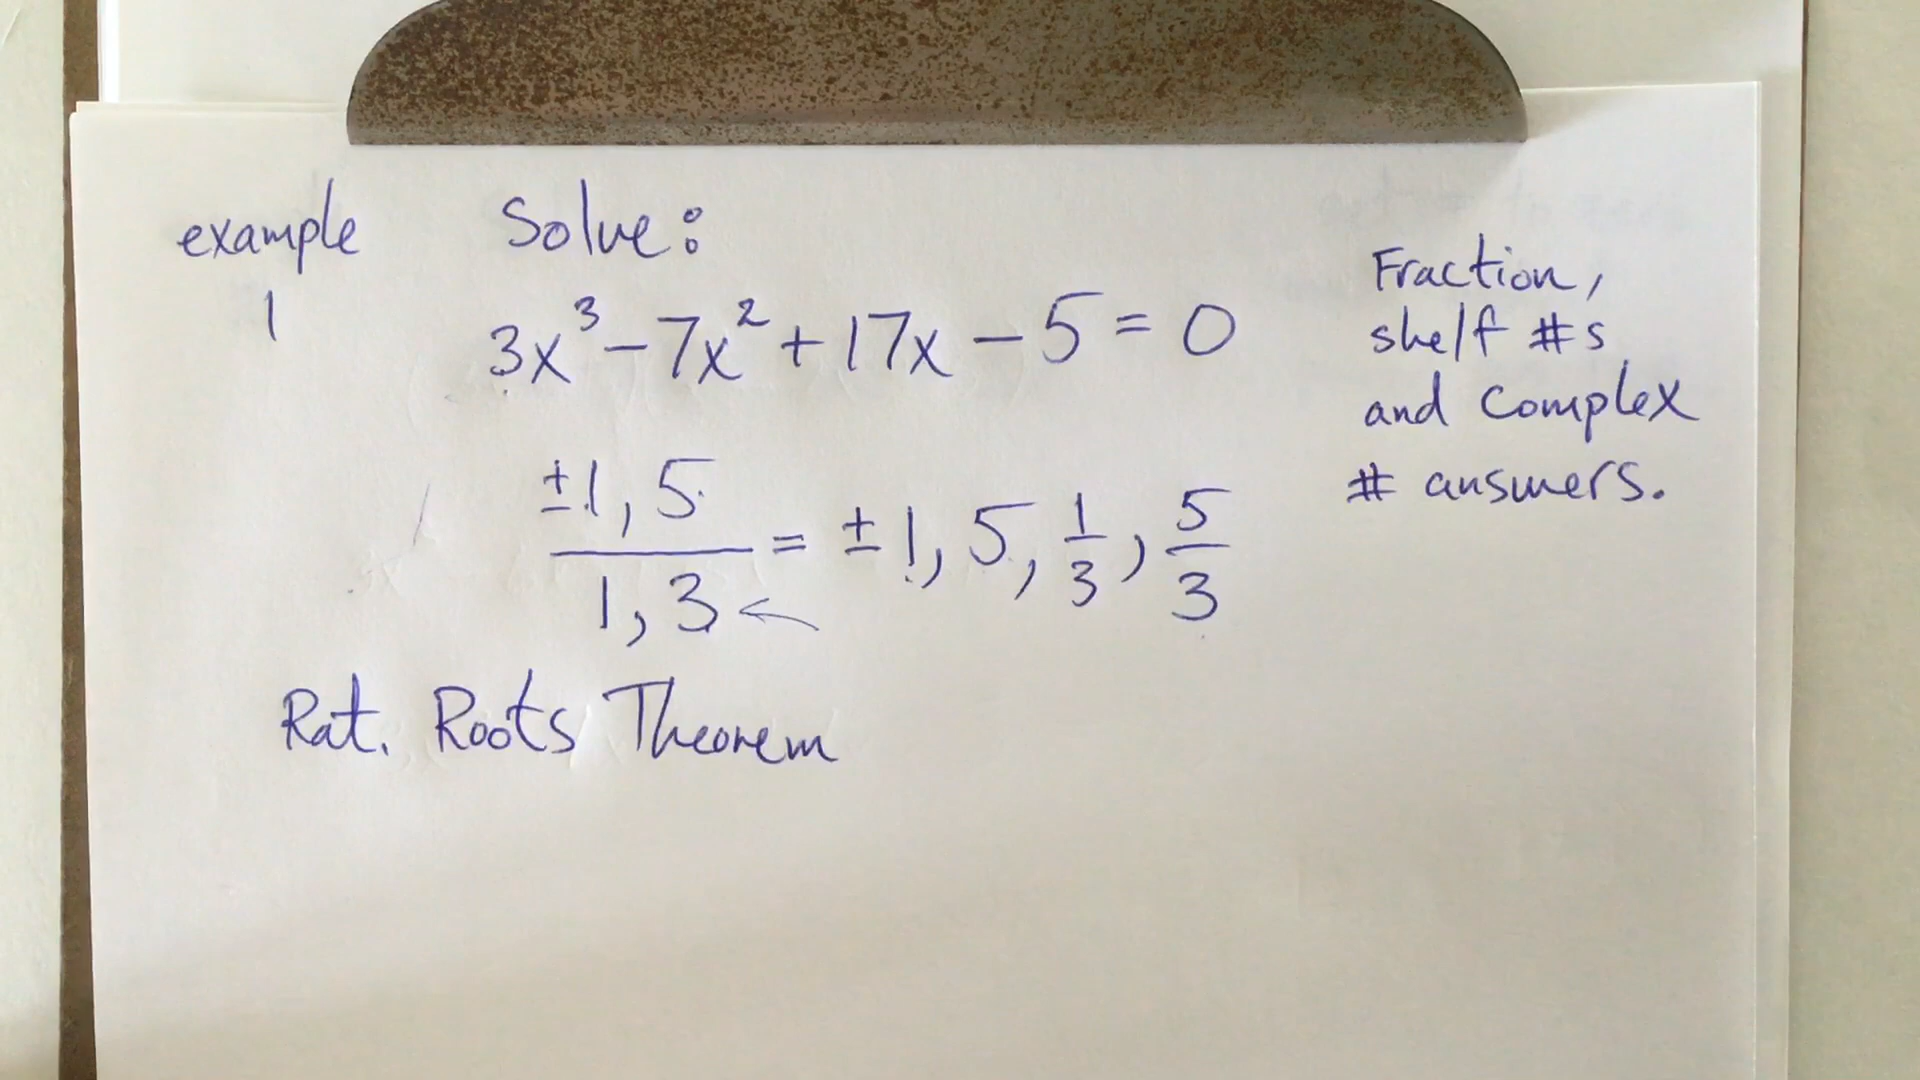 example 1
Solve:
3x³ - 7x² + 17x - 5 = 0
±1, 5 / 1, 3 = ±1, 5, 1/3, 5/3
Rat. Roots Theorem
Fraction,
shelf #s
and complex
# answers.